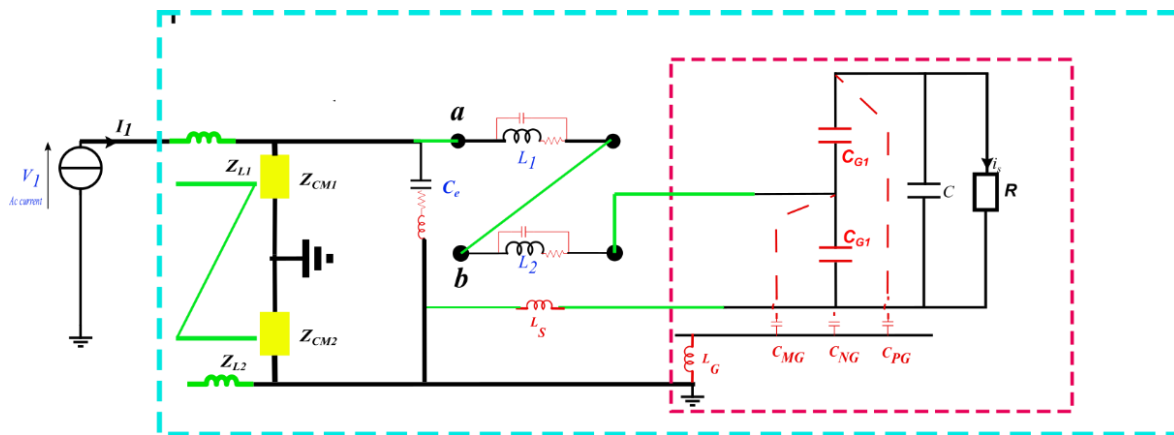 I1
a
V1
Ac current
ZL1
ZCM1
L1
Ce
CG1
C
is
R
CG1
b
L2
ZCM2
LS
ZL2
LG
CMG
CNG
CPG